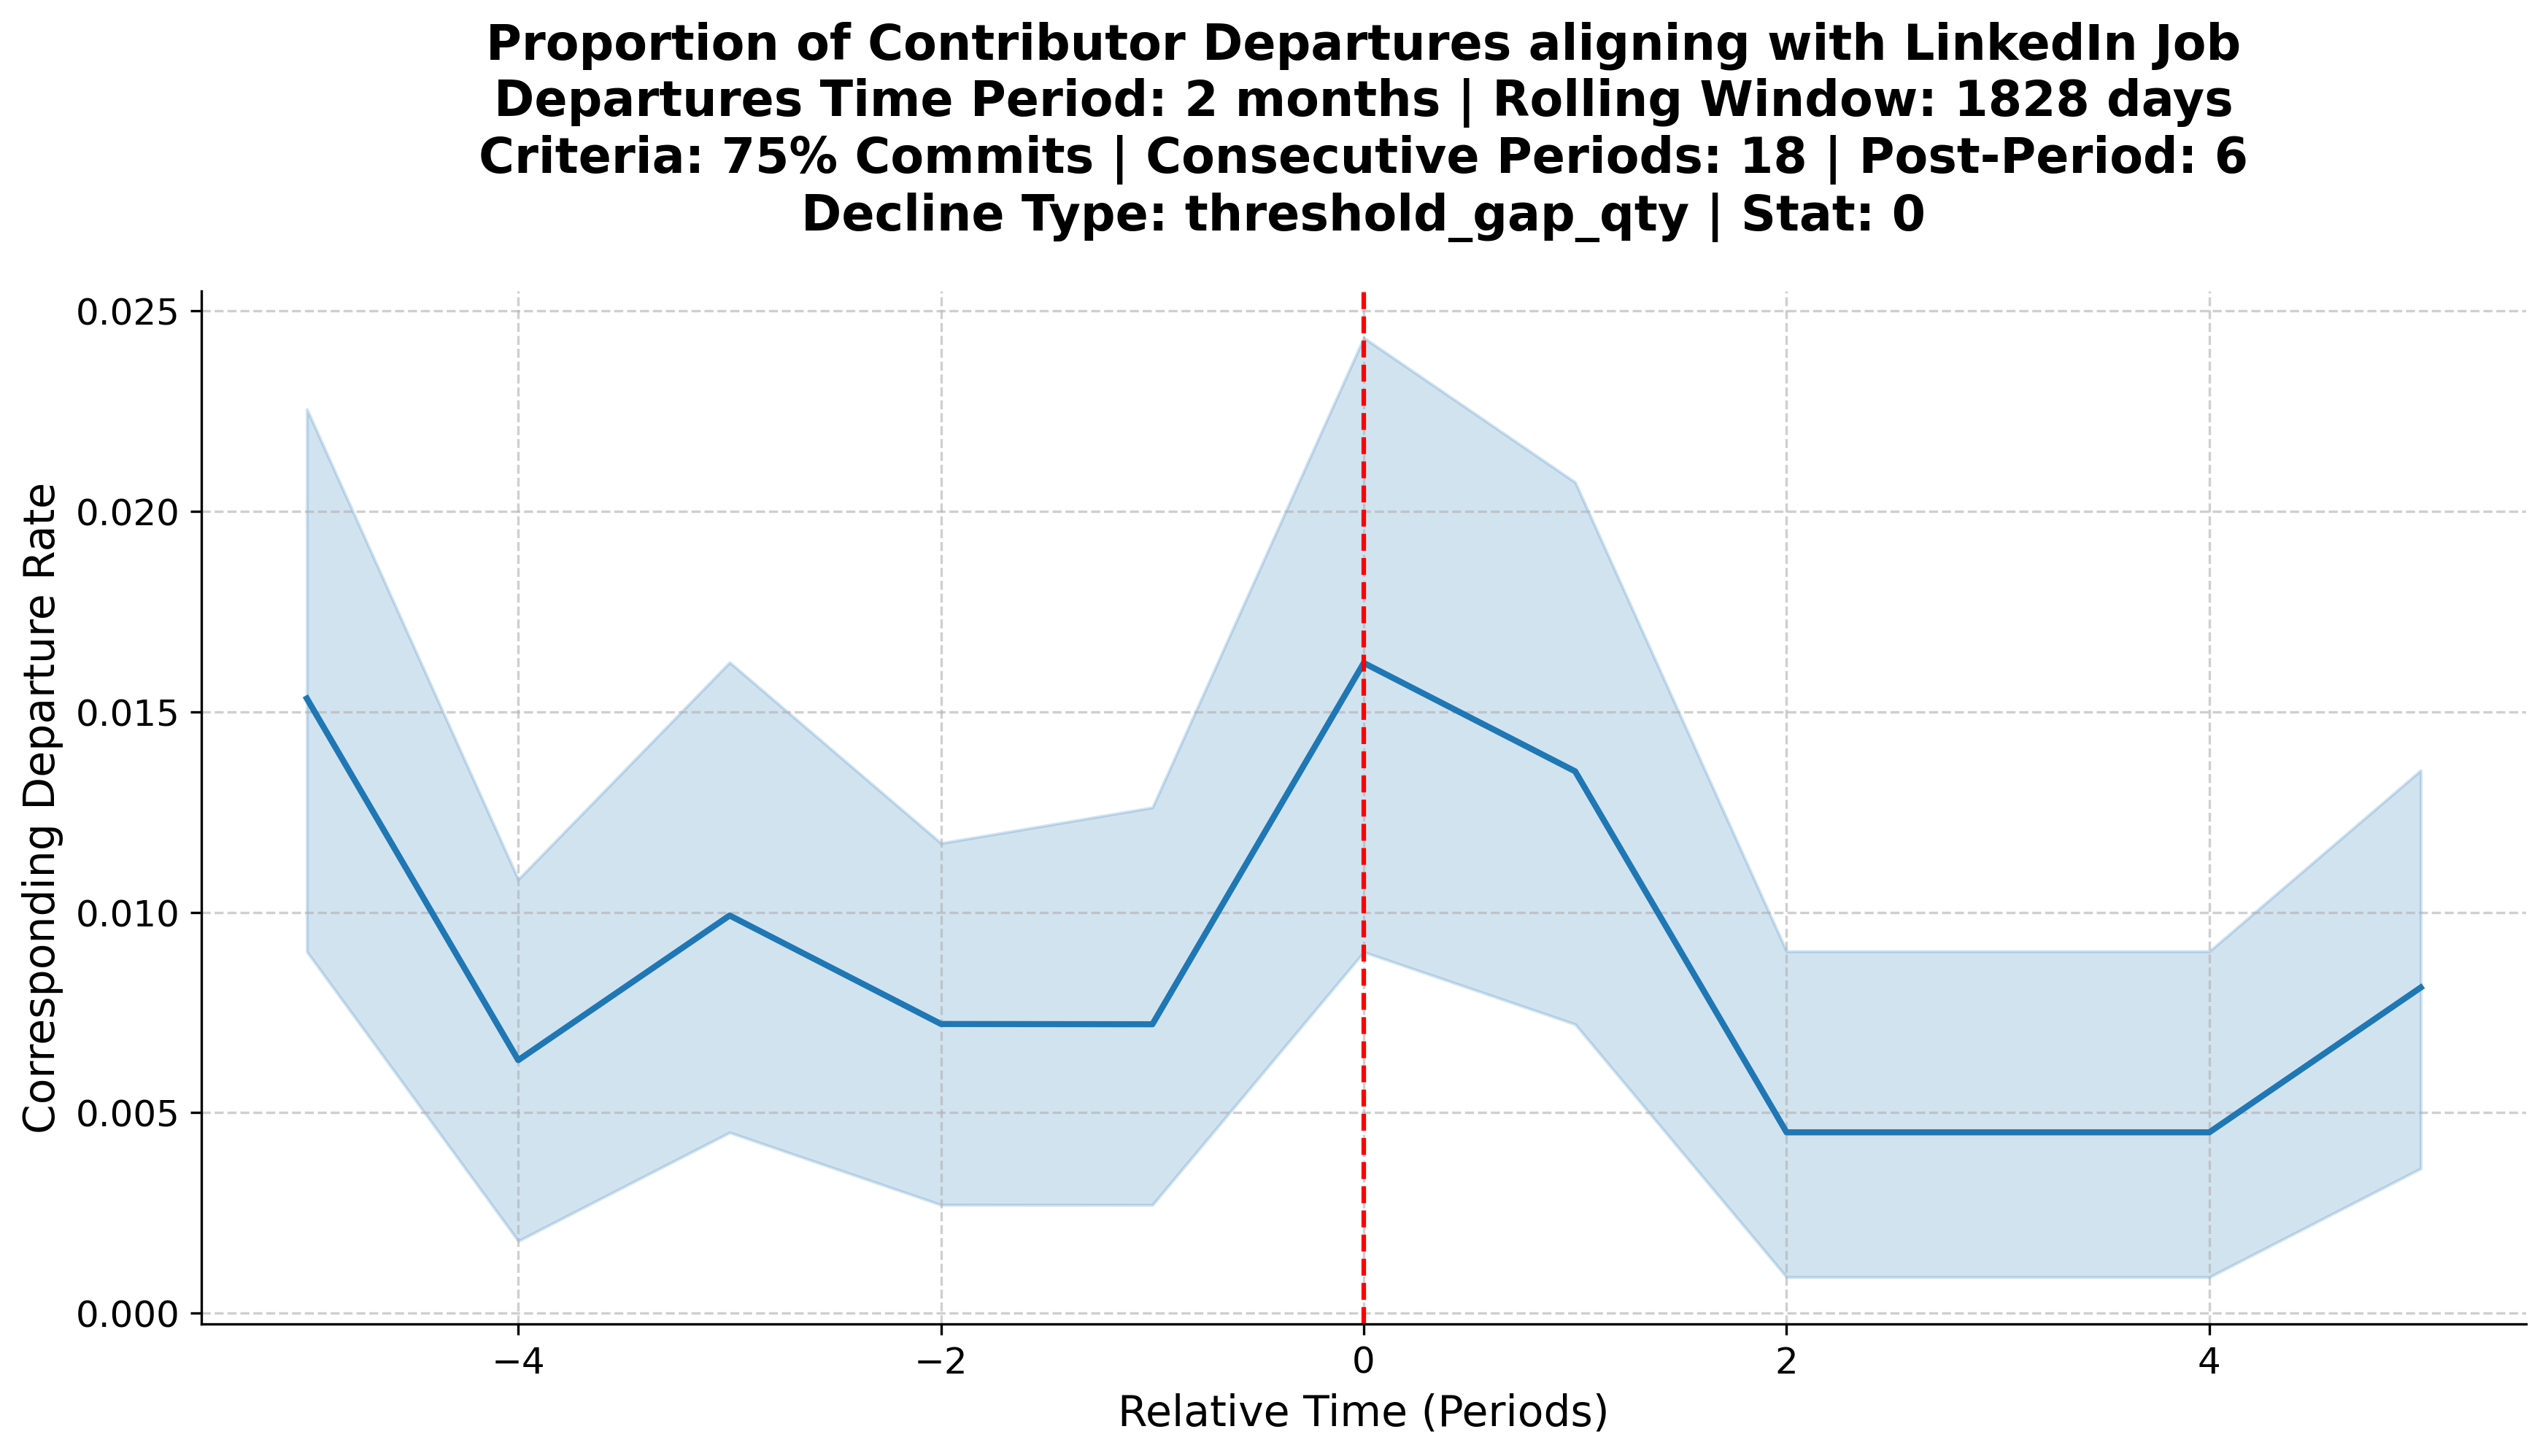 Proportion of Contributor Departures aligning with LinkedIn Job
Departures Time Period: 2 months | Rolling Window: 1828 days
Criteria: 75% Commits | Consecutive Periods: 18 | Post-Period: 6
Decline Type: threshold_gap_qty | Stat: 0
Corresponding Departure Rate
0.025
0.020
0.015
0.010
0.005
0.000
−4
−2
0
2
4
Relative Time (Periods)